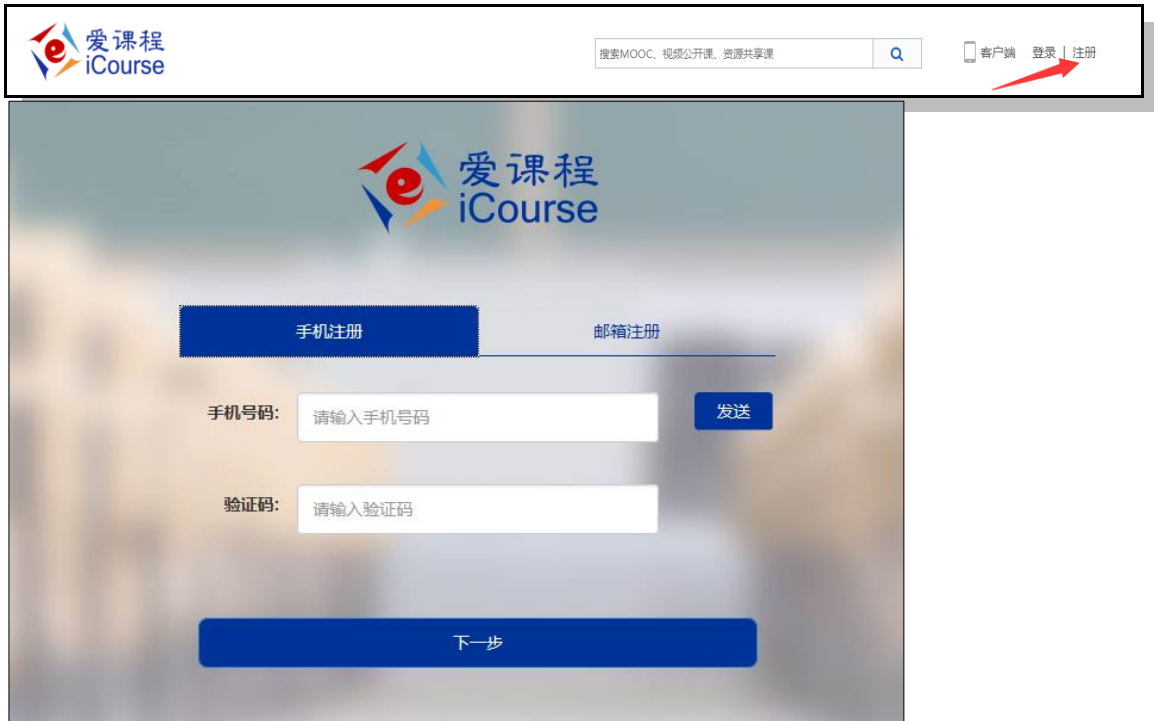 爱课程
iCourse
搜索MOOC、视频公开课、资源共享课
客户端 登录 | 注册
爱课程
iCourse
手机注册 邮箱注册
手机号码: 请输入手机号码 发送
验证码: 请输入验证码
下一步